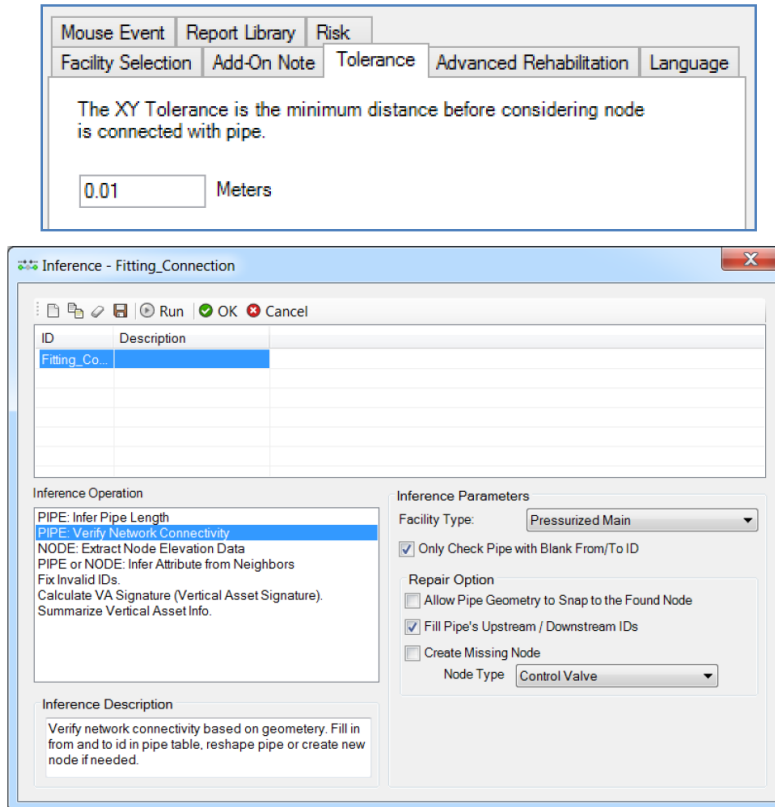 Mouse Event Report Library Risk
Facility Selection Add-On Note Tolerance Advanced Rehabilitation Language
The XY Tolerance is the minimum distance before considering node
is connected with pipe.
0.01 Meters
Inference - Fitting_Connection
Run OK Cancel
ID Description
Fitting_Co...
Inference Operation
PIPE: Infer Pipe Length
PIPE: Verify Network Connectivity
NODE: Extract Node Elevation Data
PIPE or NODE: Infer Attribute from Neighbors
Fix Invalid IDs.
Calculate VA Signature (Vertical Asset Signature).
Summarize Vertical Asset Info.
Inference Description
Verify network connectivity based on geometery. Fill in
from and to id in pipe table, reshape pipe or create new
node if needed.
Inference Parameters
Facility Type: Pressurized Main
Only Check Pipe with Blank From/To ID
Repair Option
Allow Pipe Geometry to Snap to the Found Node
Fill Pipe's Upstream / Downstream IDs
Create Missing Node
Node Type Control Valve